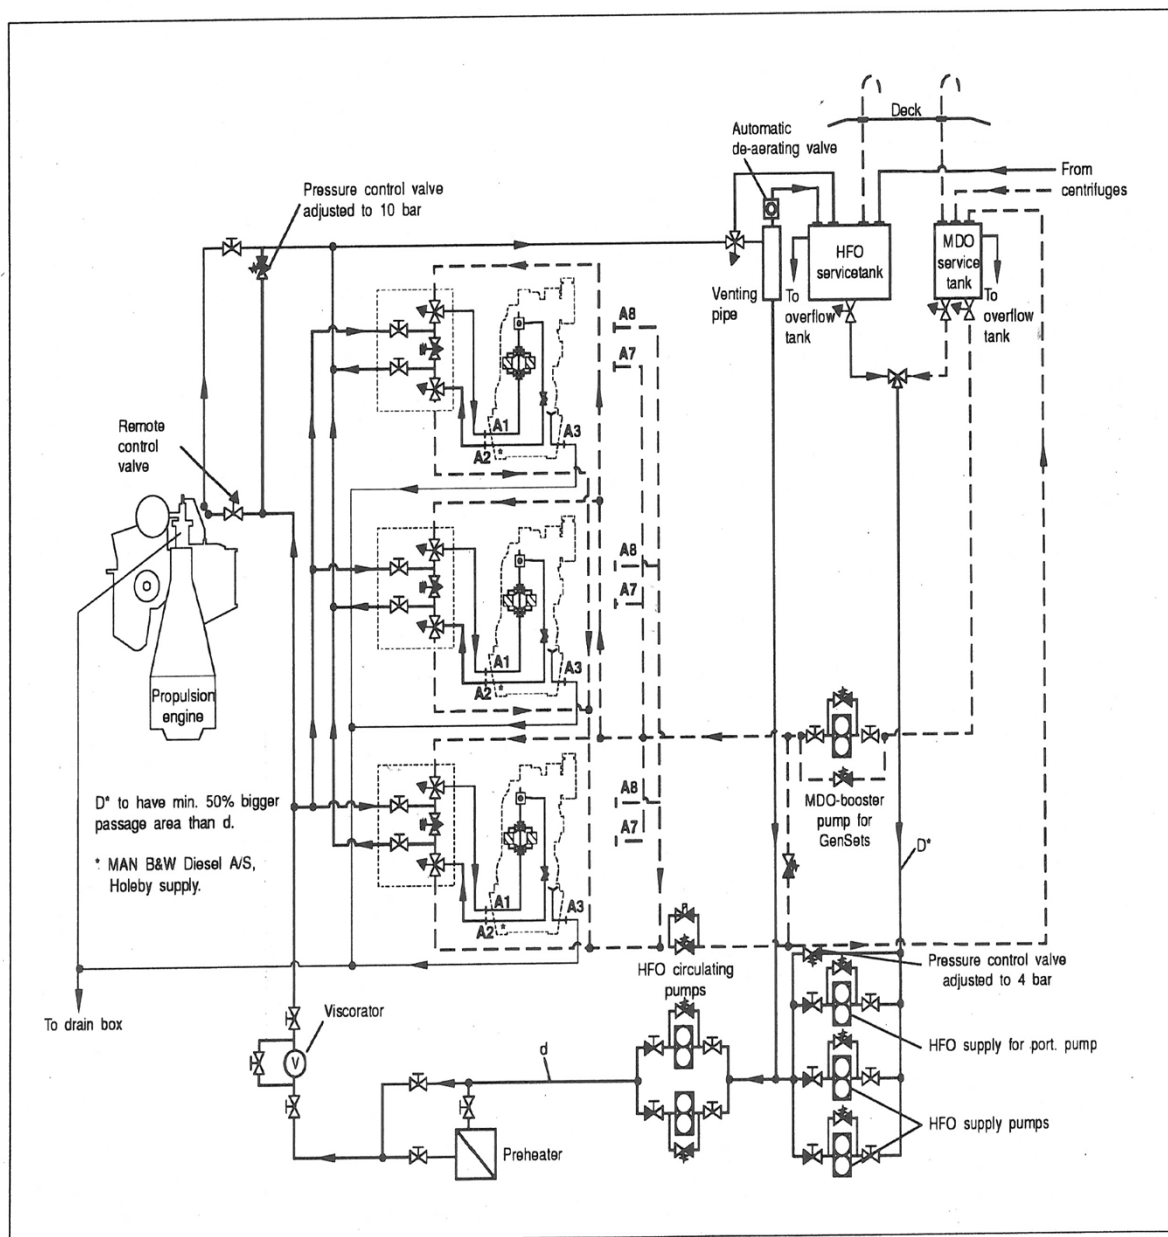 Deck
Automatic
de-aerating valve
From
centrifuges
Pressure control valve
adjusted to 10 bar
HFO
servicetank
MDO
service
tank
Venting
pipe
To
overflow
tank
To
overflow
tank
A8
A7
A1
A2
*
A3
Remote
control
valve
A8
A7
A1
A2
*
A3
Propulsion
engine
D* to have min. 50% bigger
passage area than d.
* MAN B&W Diesel A/S,
Holeby supply.
A8
A7
A1
A2
*
A3
MDO-booster
pump for
GenSets
D*
HFO circulating
pumps
Pressure control valve
adjusted to 4 bar
To drain box
Viscorator
V
d
HFO supply for port. pump
HFO supply pumps
Preheater